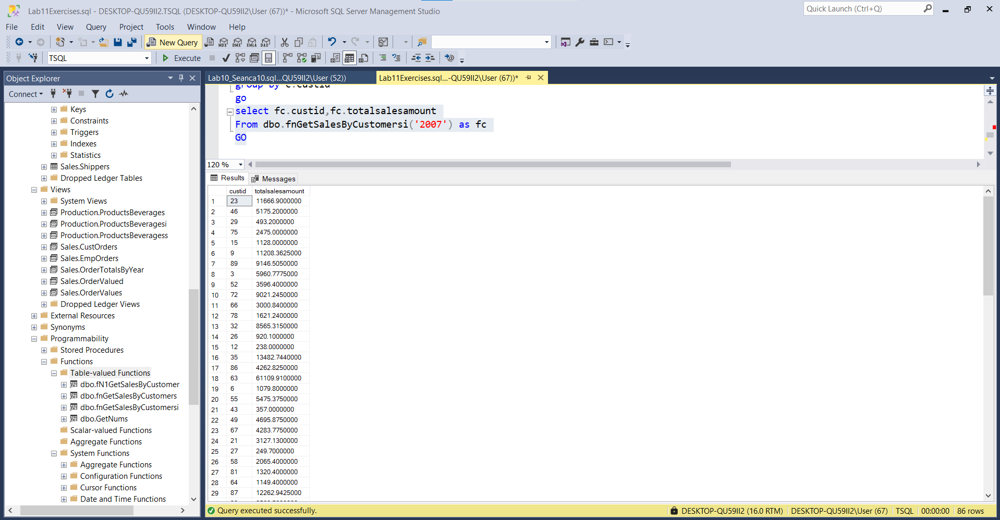 Lab11Exercises.sql - DESKTOP-QU59II2.TSQL (DESKTOP-QU59II2\User (67))* - Microsoft SQL Server Management Studio
Quick Launch (Ctrl+Q)
File Edit View Query Project Tools Window Help
New Query MDX DMX XMLA DAX
TSQL Execute
Object Explorer
Connect
Keys
Constraints
Triggers
Indexes
Statistics
Sales.Shippers
Dropped Ledger Tables
Views
System Views
Production.ProductsBeverages
Production.ProductsBeveragesi
Production.ProductsBeveragess
Sales.CustOrders
Sales.EmpOrders
Sales.OrderTotalsByYear
Sales.OrderValued
Sales.OrderValues
Dropped Ledger Views
External Resources
Synonyms
Programmability
Stored Procedures
Functions
Table-valued Functions
dbo.fN1GetSalesByCustomer
dbo.fnGetSalesByCustomers
dbo.fnGetSalesByCustomersi
dbo.GetNums
Scalar-valued Functions
Aggregate Functions
System Functions
Aggregate Functions
Configuration Functions
Cursor Functions
Date and Time Functions
Lab10_Seanca10.sql...QU59II2\User (52))
Lab11Exercises.sql...-QU59II2\User (67))*
group by c.custid
go
select fc.custid,fc.totalsalesamount
From dbo.fnGetSalesByCustomersi('2007') as fc
GO
120 %
Results Messages
custid totalsalesamount
1 23 11666.9000000
2 46 5175.2000000
3 29 493.2000000
4 75 2475.0000000
5 15 1128.0000000
6 9 11208.3625000
7 89 9146.5050000
8 3 5960.7775000
9 52 3596.4000000
10 72 9021.2450000
11 66 3000.8400000
12 78 1621.2400000
13 32 8565.3150000
14 26 920.1000000
15 12 238.0000000
16 35 13482.7440000
17 86 4262.8250000
18 63 61109.9100000
19 6 1079.8000000
20 55 5475.3750000
21 43 357.0000000
22 49 4695.8750000
23 67 4283.7750000
24 21 3127.1300000
25 27 249.7000000
26 58 2065.4000000
27 81 1320.4000000
28 64 1149.4000000
29 87 12262.9425000
Query executed successfully.
DESKTOP-QU59II2 (16.0 RTM) DESKTOP-QU59II2\User (67) TSQL 00:00:00 86 rows